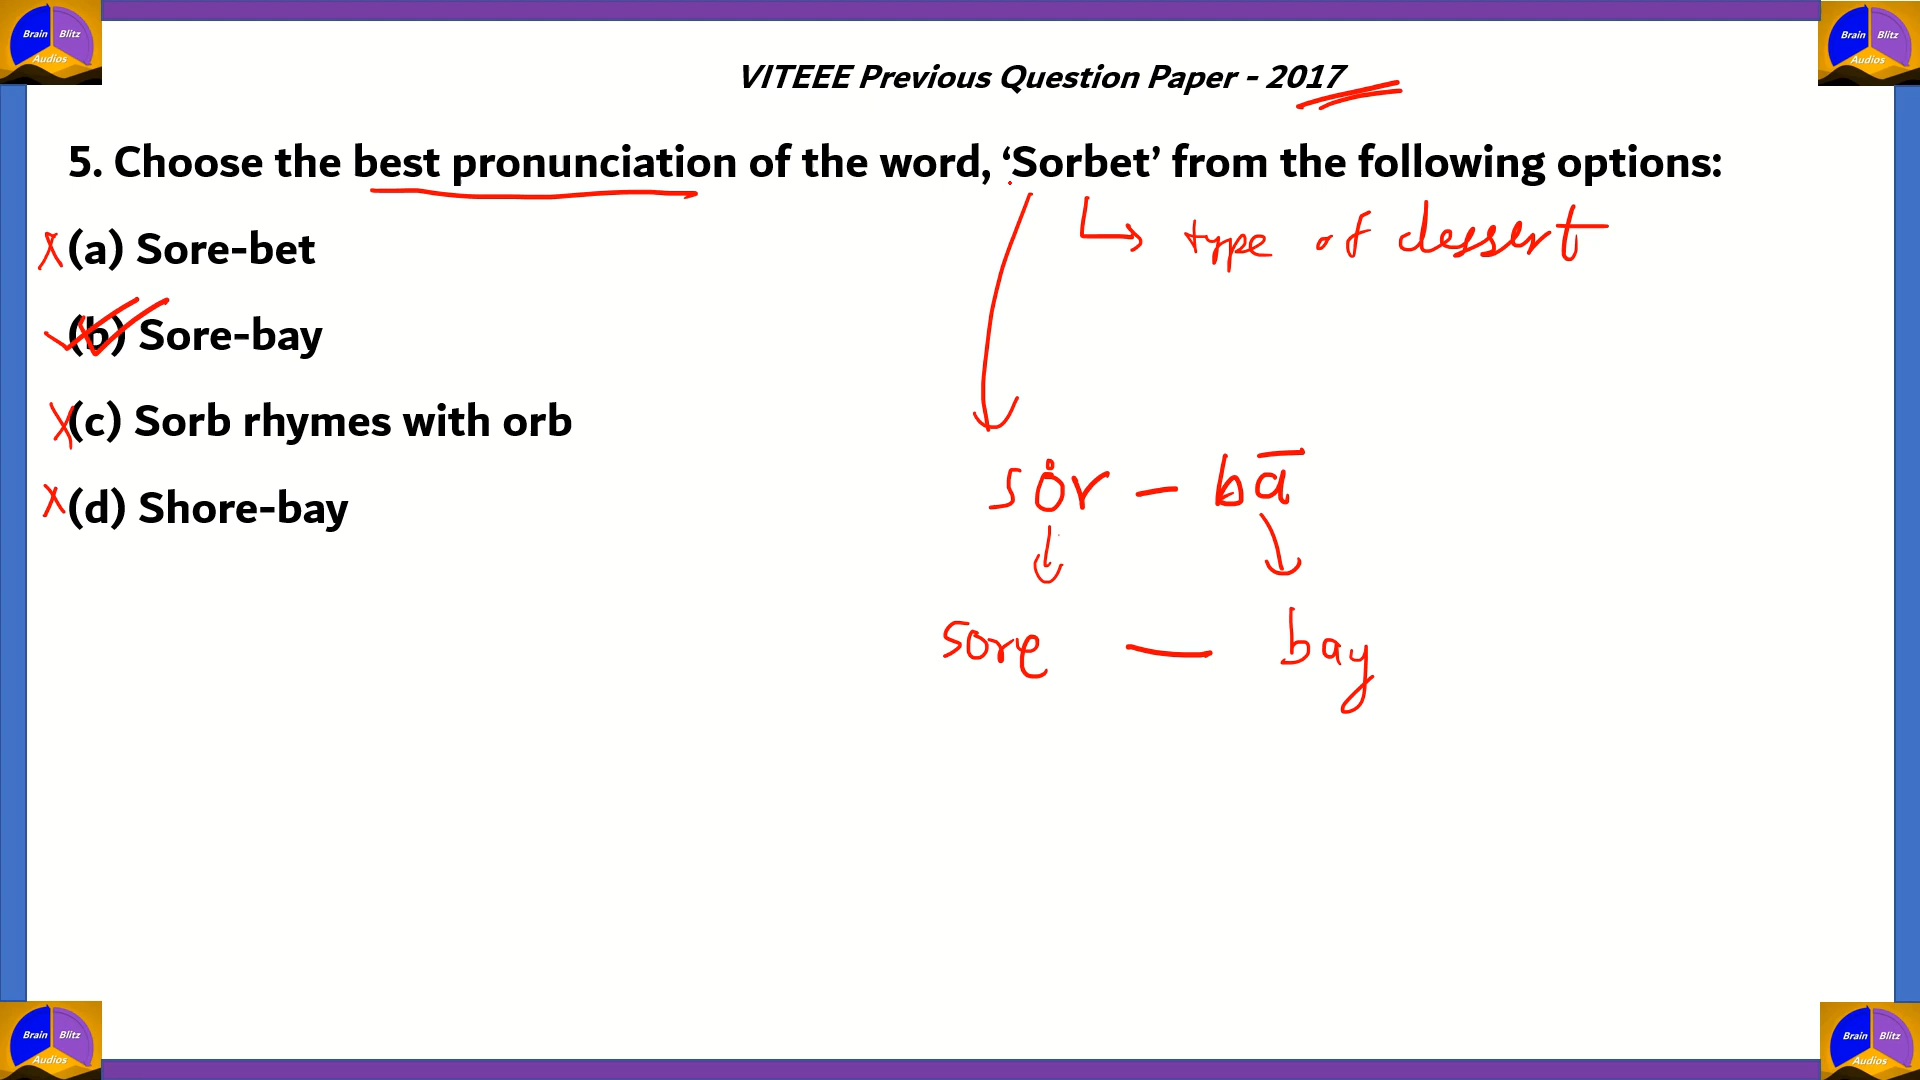 Brain Blitz
Audios
Brain Blitz
Audios
VITEEE Previous Question Paper - 2017
5. Choose the best pronunciation of the word, ‘Sorbet’ from the following options:
(a) Sore-bet
type of dessert
(b) Sore-bay
(c) Sorb rhymes with orb
sȯr - bā
(d) Shore-bay
sore — bay
Brain Blitz
Audios
Brain Blitz
Audios